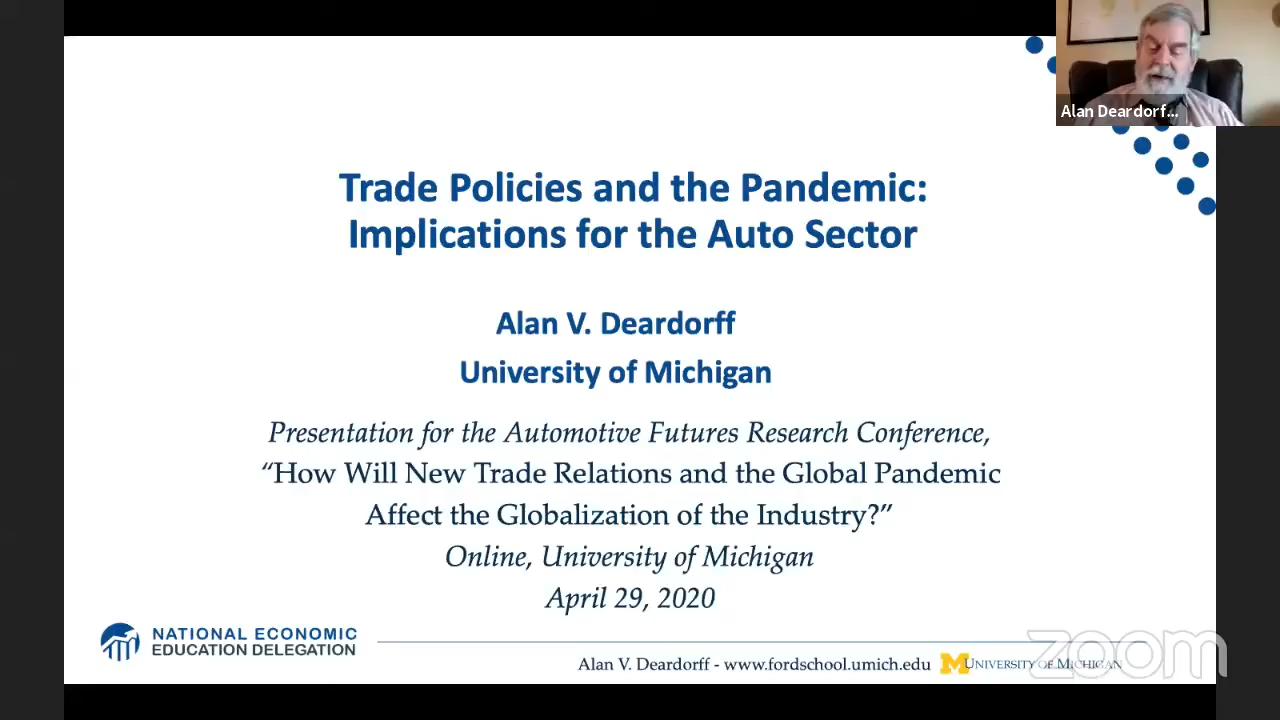 Alan Deardorf...
Trade Policies and the Pandemic:
Implications for the Auto Sector
Alan V. Deardorff
University of Michigan
Presentation for the Automotive Futures Research Conference,
“How Will New Trade Relations and the Global Pandemic
Affect the Globalization of the Industry?”
Online, University of Michigan
April 29, 2020
NATIONAL ECONOMIC
EDUCATION DELEGATION
Alan V. Deardorff - www.fordschool.umich.edu
M UNIVERSITY OF MICHIGAN
zoom